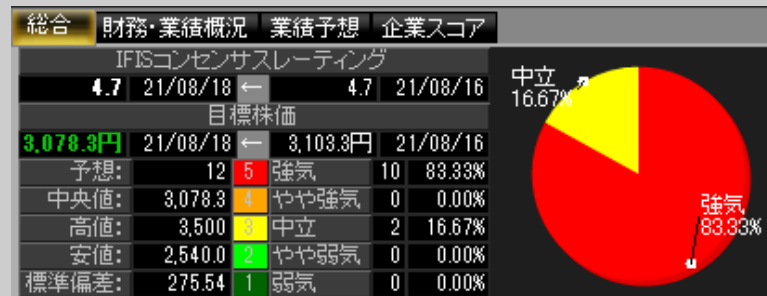 総合 財務・業績概況 業績予想 企業スコア
IFISコンセンサスレーティング
4.7 21/08/18 ← 4.7 21/08/16
目標株価
3,078.3円 21/08/18 ← 3,103.3円 21/08/16
予想: 12 5 強気 10 83.33%
中央値: 3,078.3 4 やや強気 0 0.00%
高値: 3,500 3 中立 2 16.67%
安値: 2,540.0 2 やや弱気 0 0.00%
標準偏差: 275.54 1 弱気 0 0.00%
中立
16.67%
強気
83.33%